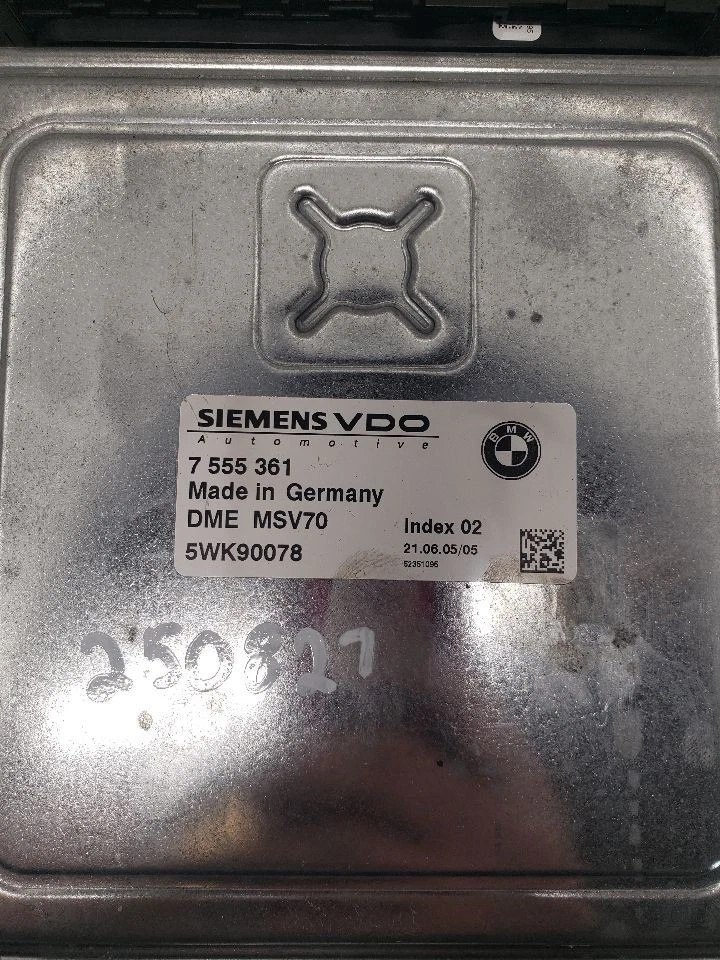 SIEMENS VDO
Automotive
BMW
7 555 361
Made in Germany
DME MSV70
Index 02
5WK90078
21.06.05/05
52351095
250827